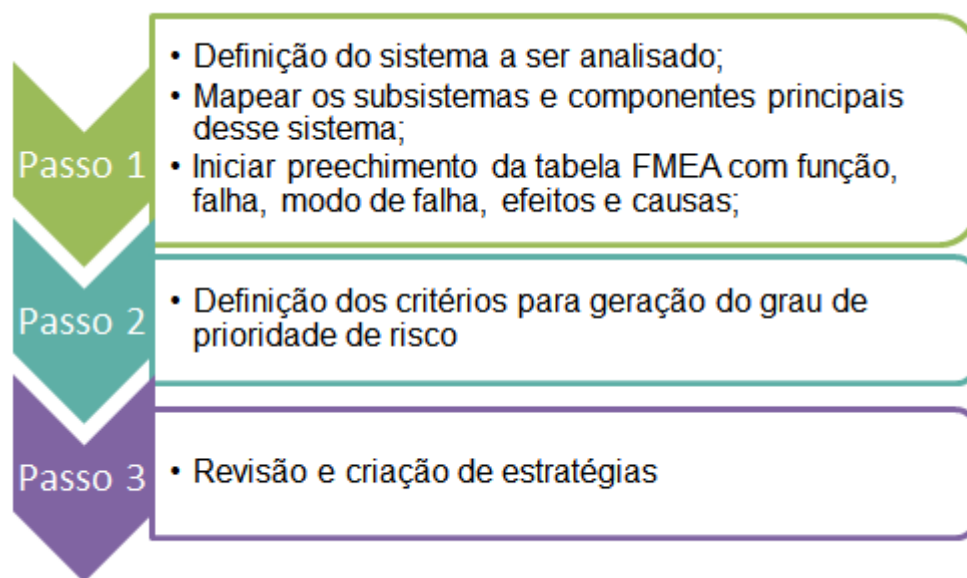 Passo 1
• Definição do sistema a ser analisado;
• Mapear os subsistemas e componentes principais
desse sistema;
• Iniciar preechimento da tabela FMEA com função,
falha, modo de falha, efeitos e causas;
Passo 2
• Definição dos critérios para geração do grau de
prioridade de risco
Passo 3
• Revisão e criação de estratégias